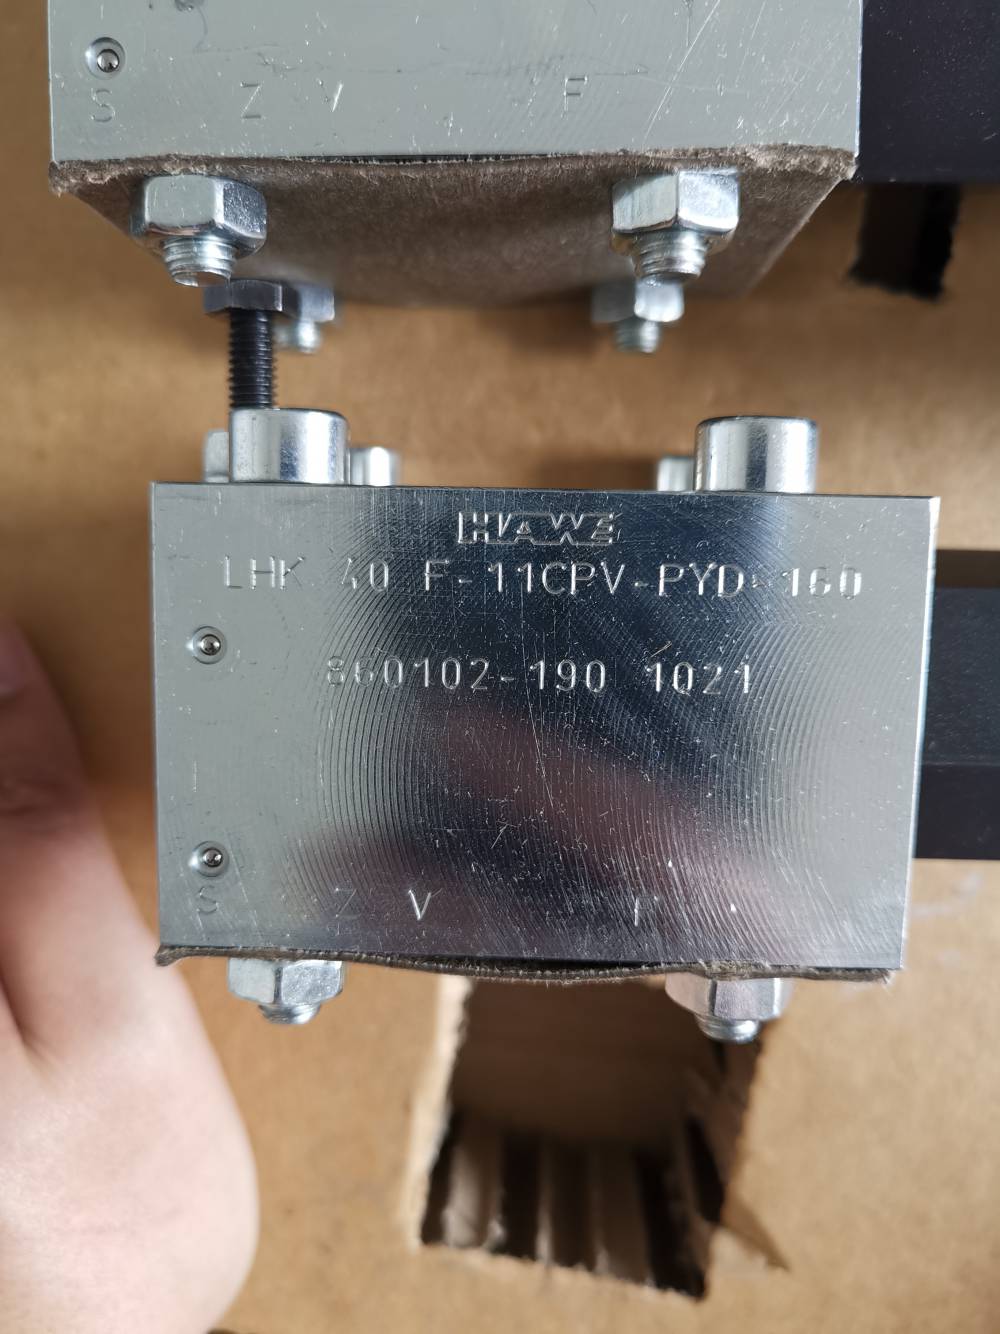 S Z V F
HAWE
LHK 40 F-11CPV-PYD-160
860102-190 1021
S Z V F